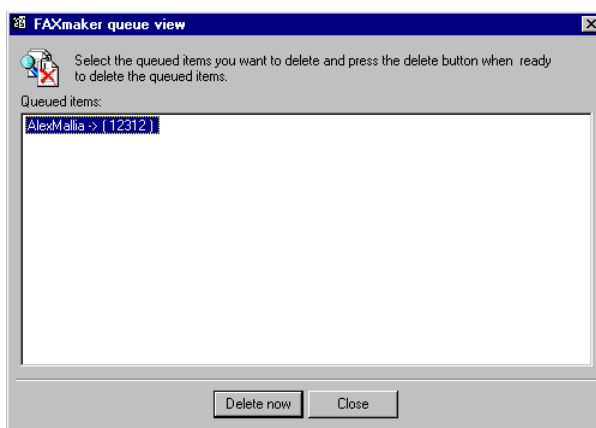 FAXmaker queue view
Select the queued items you want to delete and press the delete button when ready
to delete the queued items.
Queued items:
AlexMallia -> ( 12312 )
Delete now
Close